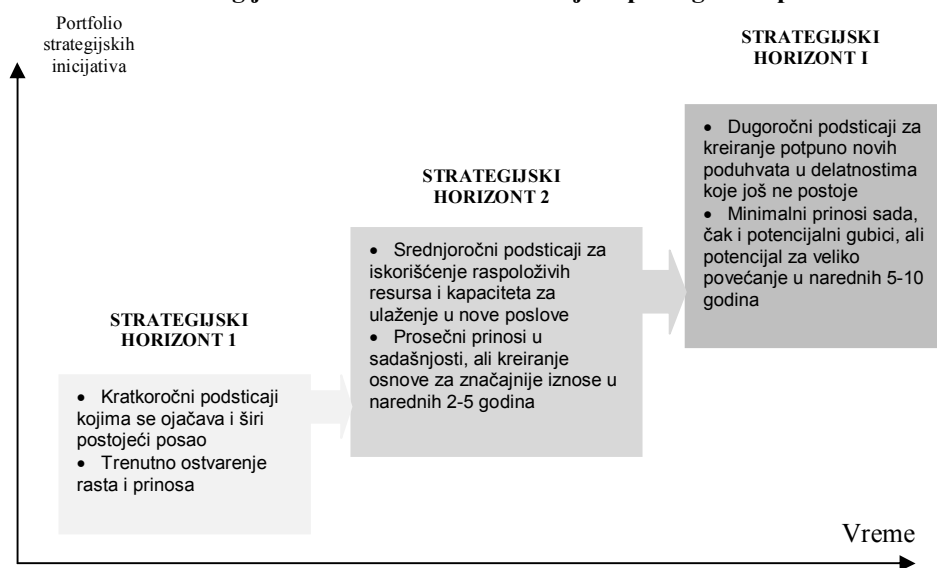 Portfolio
strategijskih
inicijativa
STRATEGIJSKI
HORIZONT I
• Dugoročni podsticaji za
kreiranje potpuno novih
poduhvata u delatnostima
koje još ne postoje
• Minimalni prinosi sada,
čak i potencijalni gubici, ali
potencijal za veliko
povećanje u narednih 5-10
godina
STRATEGIJSKI
HORIZONT 2
• Srednjoročni podsticaji za
iskorišćenje raspoloživih
resursa i kapaciteta za
ulaženje u nove poslove
• Prosečni prinosi u
sadašnjosti, ali kreiranje
osnove za značajnije iznose u
narednih 2-5 godina
STRATEGIJSKI
HORIZONT 1
• Kratkoročni podsticaji
kojima se ojačava i širi
postojeći posao
• Trenutno ostvarenje
rasta i prinosa
Vreme